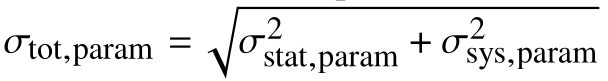 σ_tot,param = √(σ²_stat,param + σ²_sys,param)